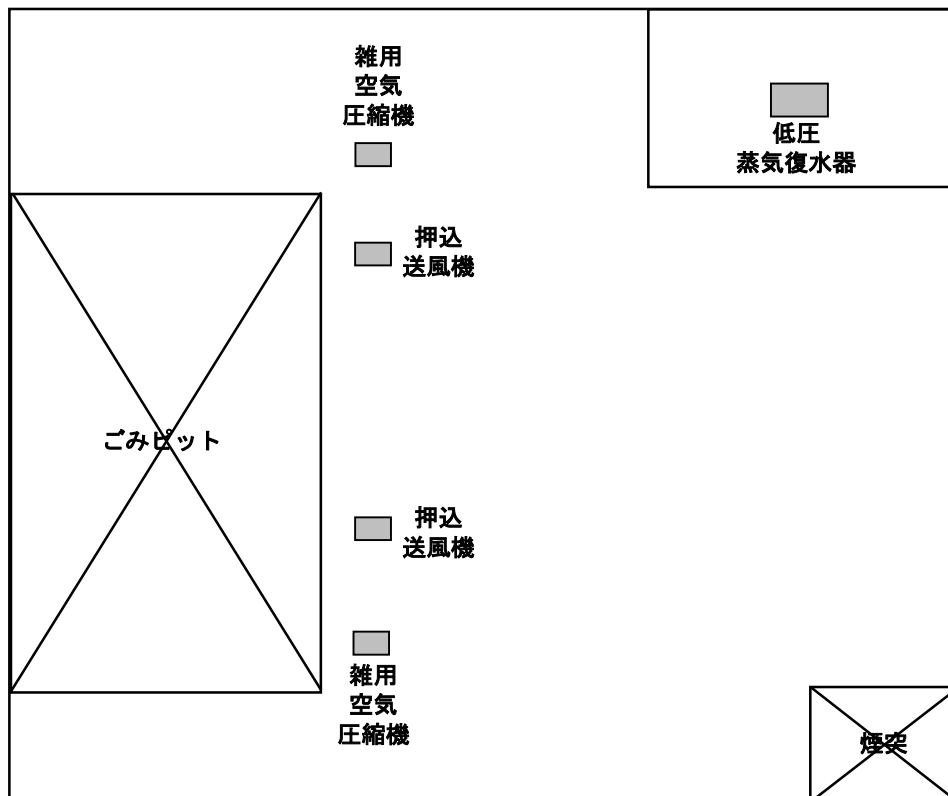 雑用
空気
圧縮機
低圧
蒸気復水器
押込
送風機
ごみピット
押込
送風機
雑用
空気
圧縮機
煙突